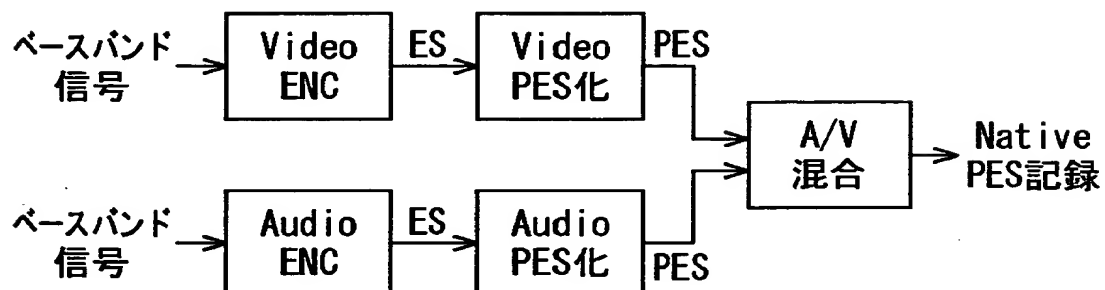 ベースバンド
信号
Video
ENC
ES
Video
PES化
PES
A/V
混合
Native
PES記録
ベースバンド
信号
Audio
ENC
ES
Audio
PES化
PES